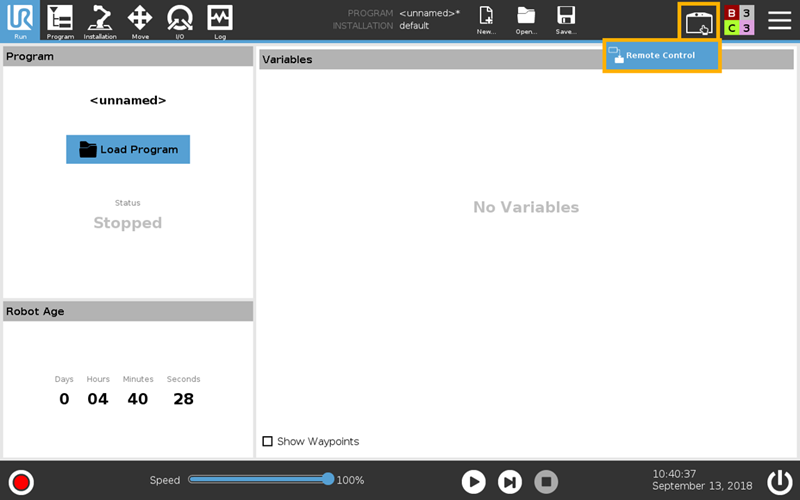 UR
Run
Program
Installation
Move
I/O
Log
PROGRAM <unnamed>*
INSTALLATION default
New...
Open...
Save...
B 3
C 3
Remote Control
Program
<unnamed>
Load Program
Status
Stopped
Variables
No Variables
Robot Age
Days Hours Minutes Seconds
0 04 40 28
Show Waypoints
Speed 100%
10:40:37
September 13, 2018